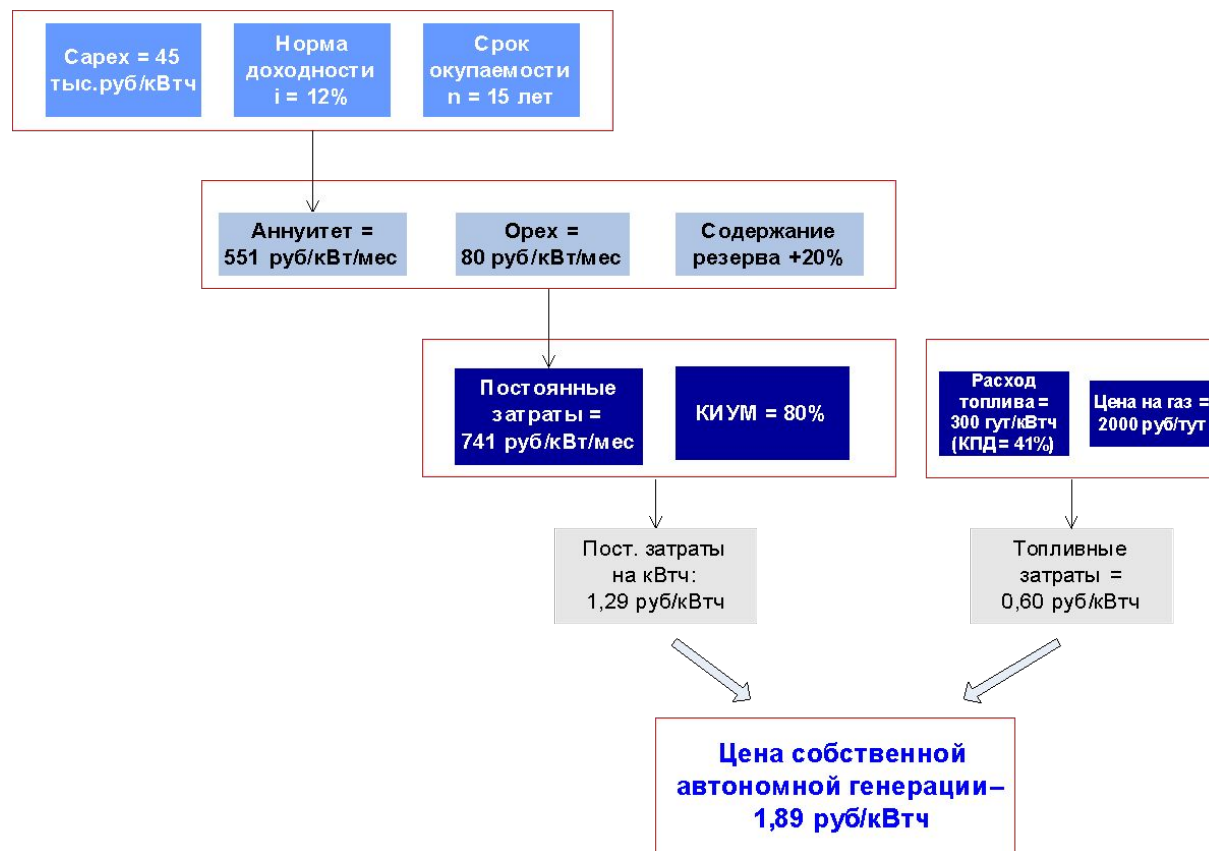 Capex = 45
тыс.руб/кВтч
Норма
доходности
i = 12%
Срок
окупаемости
n = 15 лет
Аннуитет =
551 руб/кВт/мес
Opex =
80 руб/кВт/мес
Содержание
резерва +20%
Постоянные
затраты =
741 руб/кВт/мес
КИУМ = 80%
Расход
топлива =
300 гут/кВтч
(КПД= 41%)
Цена на газ =
2000 руб/тут
Пост. затраты
на кВтч:
1,29 руб/кВтч
Топливные
затраты =
0,60 руб/кВтч
Цена собственной
автономной генерации–
1,89 руб/кВтч